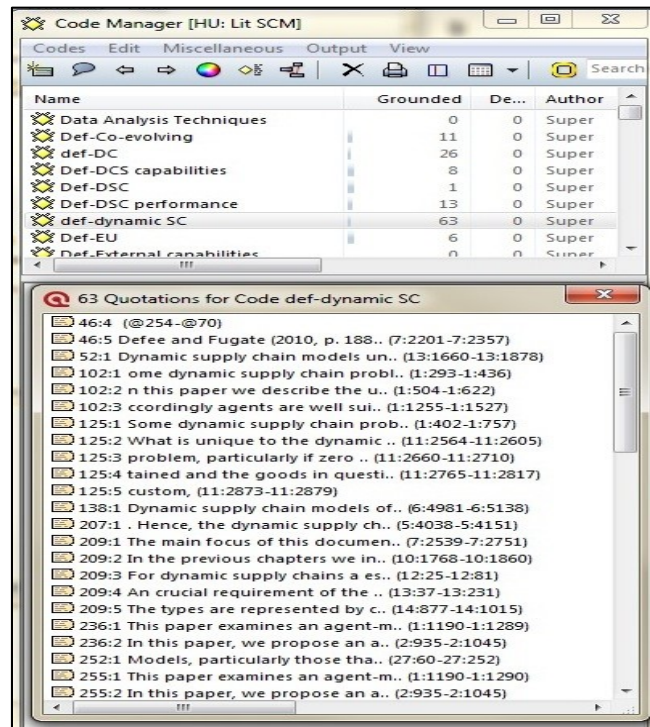 Code Manager [HU: Lit SCM]
Codes Edit Miscellaneous Output View
Search
Name Grounded De... Author
Data Analysis Techniques 0 0 Super
Def-Co-evolving 11 0 Super
def-DC 26 0 Super
Def-DCS capabilities 8 0 Super
Def-DSC 1 0 Super
Def-DSC performance 13 0 Super
def-dynamic SC 63 0 Super
Def-EU 6 0 Super
Def-External capabilities 0 0 Super
63 Quotations for Code def-dynamic SC
46:4 (@254-@70)
46:5 Defee and Fugate (2010, p. 188.. (7:2201-7:2357)
52:1 Dynamic supply chain models un.. (13:1660-13:1878)
102:1 ome dynamic supply chain probl.. (1:293-1:436)
102:2 n this paper we describe the u.. (1:504-1:622)
102:3 ccordingly agents are well sui.. (1:1255-1:1527)
125:1 Some dynamic supply chain prob.. (1:402-1:757)
125:2 What is unique to the dynamic .. (11:2564-11:2605)
125:3 problem, particularly if zero .. (11:2660-11:2710)
125:4 tained and the goods in questi.. (11:2765-11:2817)
125:5 custom, (11:2873-11:2879)
138:1 Dynamic supply chain models of.. (6:4981-6:5138)
207:1 . Hence, the dynamic supply ch.. (5:4038-5:4151)
209:1 The main focus of this documen.. (7:2539-7:2751)
209:2 In the previous chapters we in.. (10:1768-10:1860)
209:3 For dynamic supply chains a es.. (12:25-12:81)
209:4 An crucial requirement of the .. (13:37-13:231)
209:5 The types are represented by c.. (14:877-14:1015)
236:1 This paper examines an agent-m.. (1:1190-1:1289)
236:2 In this paper, we propose an a.. (2:935-2:1045)
252:1 Models, particularly those tha.. (27:60-27:252)
255:1 This paper examines an agent-m.. (1:1190-1:1290)
255:2 In this paper, we propose an a.. (2:935-2:1045)